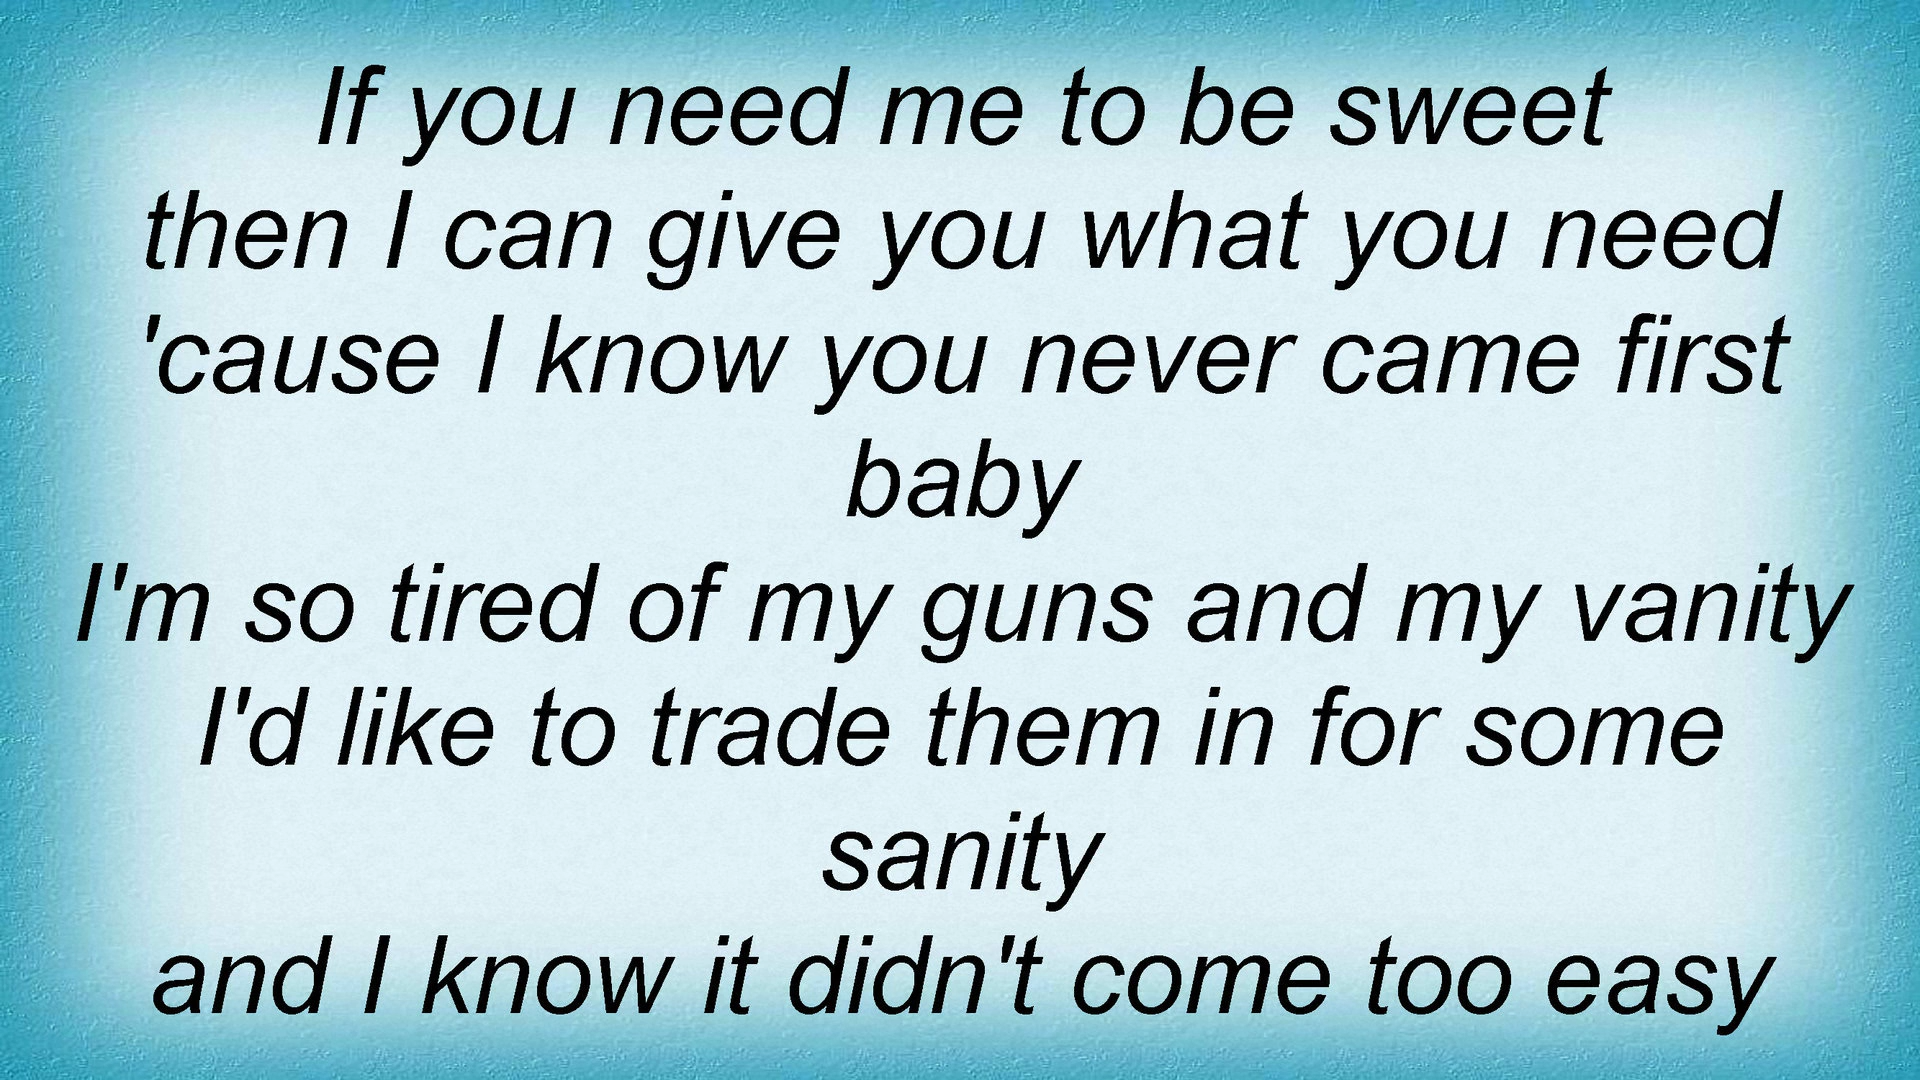 If you need me to be sweet
then I can give you what you need
'cause I know you never came first
baby
I'm so tired of my guns and my vanity
I'd like to trade them in for some
sanity
and I know it didn't come too easy